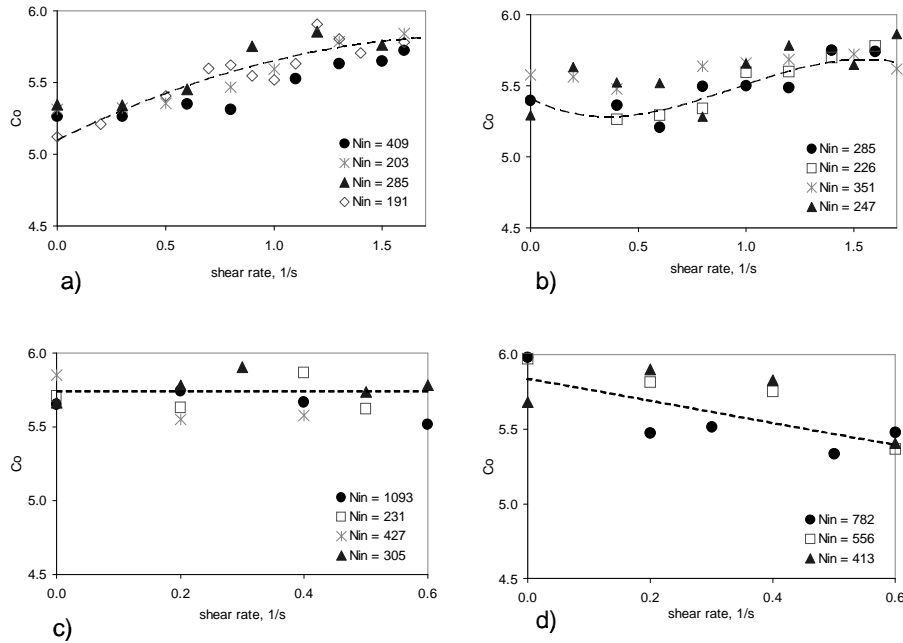 6.0
5.5
5.0
4.5
Co
0.0 0.5 1.0 1.5
shear rate, 1/s
Nin = 409
Nin = 203
Nin = 285
Nin = 191
a)
6.0
5.5
5.0
4.5
Co
0.0 0.5 1.0 1.5
shear rate, 1/s
Nin = 285
Nin = 226
Nin = 351
Nin = 247
b)
6.0
5.5
5.0
4.5
Co
0.0 0.2 0.4 0.6
shear rate, 1/s
Nin = 1093
Nin = 231
Nin = 427
Nin = 305
c)
6.0
5.5
5.0
4.5
Co
0.0 0.2 0.4 0.6
shear rate, 1/s
Nin = 782
Nin = 556
Nin = 413
d)